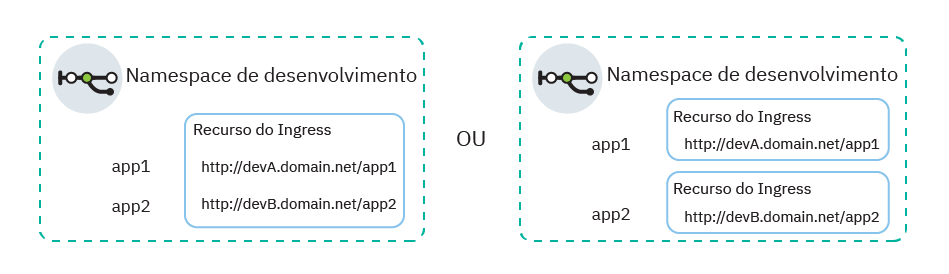 Namespace de desenvolvimento
Recurso do Ingress
app1
http://devA.domain.net/app1
app2
http://devB.domain.net/app2
OU
Namespace de desenvolvimento
Recurso do Ingress
app1
http://devA.domain.net/app1
Recurso do Ingress
app2
http://devB.domain.net/app2